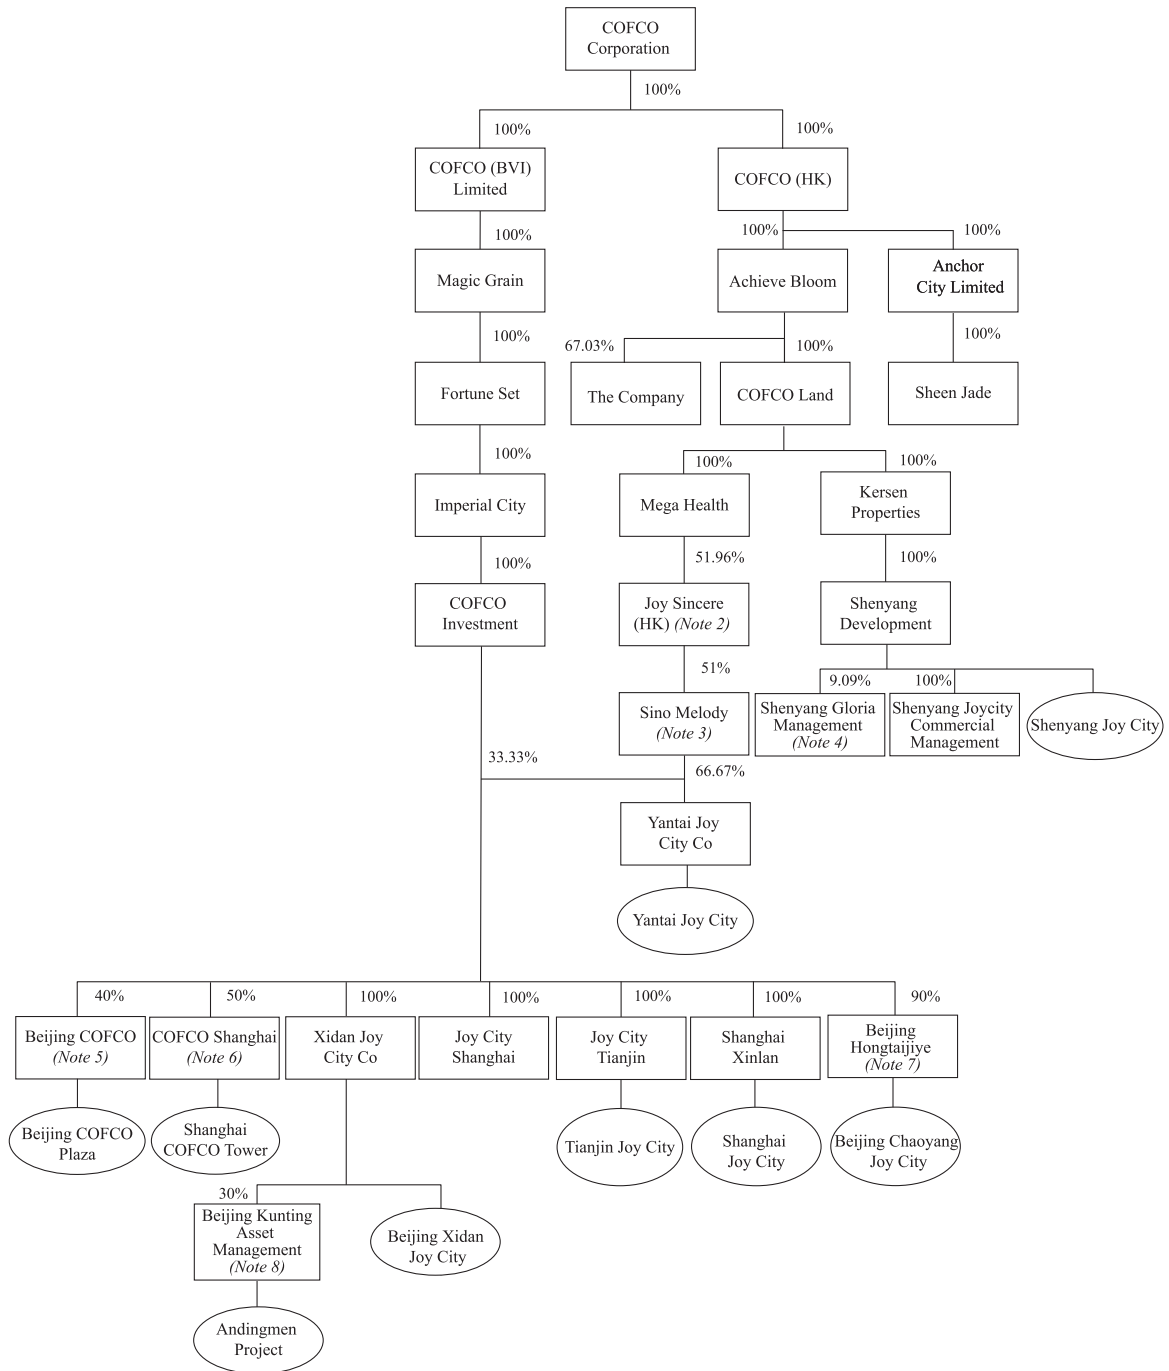 COFCO
Corporation
100%
100%
100%
COFCO (BVI)
Limited
COFCO (HK)
100%
100%
100%
Magic Grain
Achieve Bloom
Anchor
City Limited
100%
67.03%
100%
100%
Fortune Set
The Company
COFCO Land
Sheen Jade
100%
100%
100%
Imperial City
Mega Health
Kersen
Properties
100%
51.96%
100%
COFCO
Investment
Joy Sincere
(HK) (Note 2)
Shenyang
Development
51%
9.09%
100%
Sino Melody
(Note 3)
Shenyang Gloria
Management
(Note 4)
Shenyang Joycity
Commercial
Management
Shenyang Joy City
33.33%
66.67%
Yantai Joy
City Co
Yantai Joy City
40%
50%
100%
100%
100%
100%
90%
Beijing COFCO
(Note 5)
COFCO Shanghai
(Note 6)
Xidan Joy
City Co
Joy City
Shanghai
Joy City
Tianjin
Shanghai
Xinlan
Beijing
Hongtaijiye
(Note 7)
Beijing COFCO
Plaza
Shanghai
COFCO Tower
Tianjin Joy City
Shanghai
Joy City
Beijing Chaoyang
Joy City
30%
Beijing Kunting
Asset
Management
(Note 8)
Beijing Xidan
Joy City
Andingmen
Project